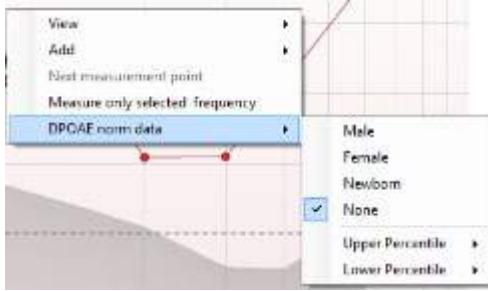 View
Add
Next measurement point
Measure only selected frequency
DPOAE norm data
Male
Female
Newborn
None
Upper Percentile
Lower Percentile